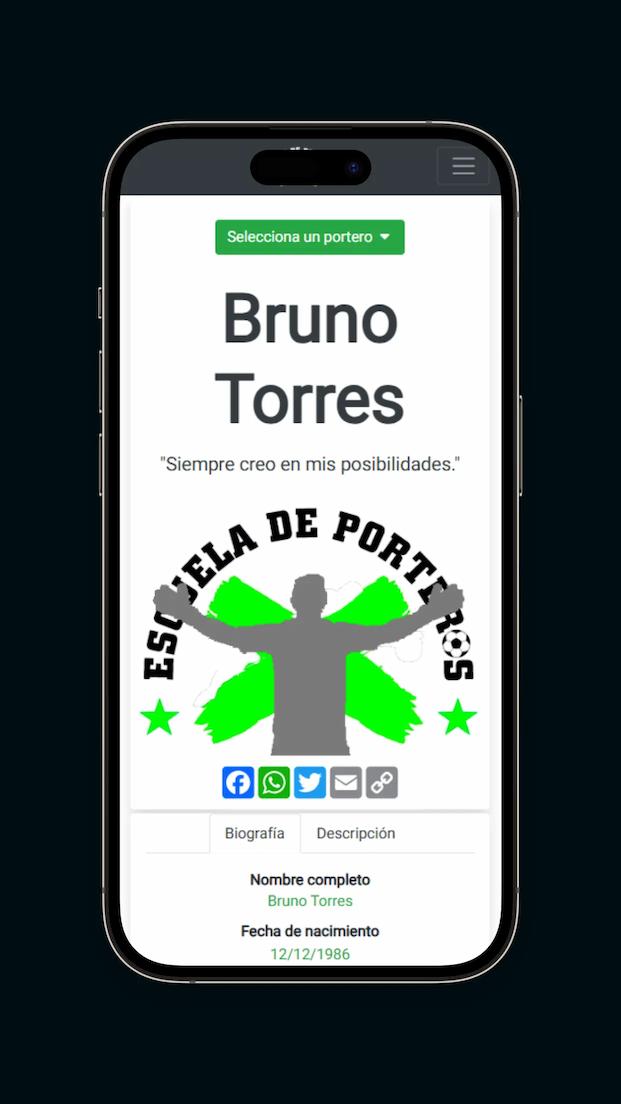 Selecciona un portero
Bruno
Torres
"Siempre creo en mis posibilidades."
ESCUELA DE PORTEROS
Biografía
Descripción
Nombre completo
Bruno Torres
Fecha de nacimiento
12/12/1986